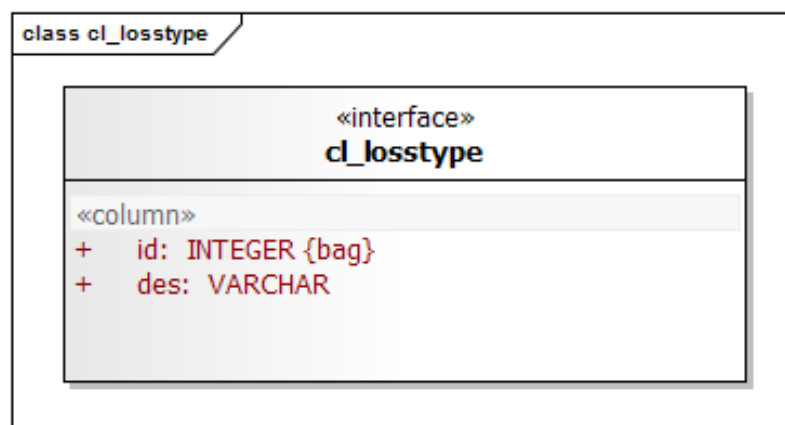 class cl_losstype
«interface»
cl_losstype
«column»
+ id: INTEGER {bag}
+ des: VARCHAR